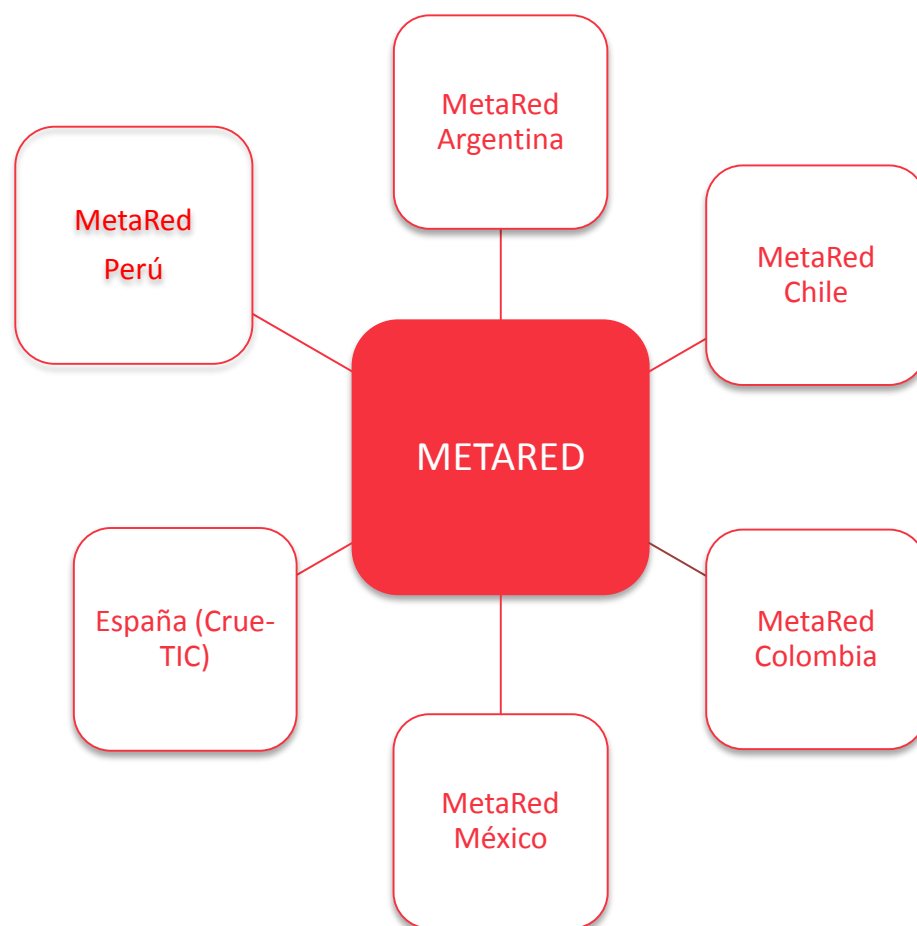 MetaRed
Argentina
MetaRed
Perú
MetaRed
Chile
METARED
España (Crue-
TIC)
MetaRed
Colombia
MetaRed
México